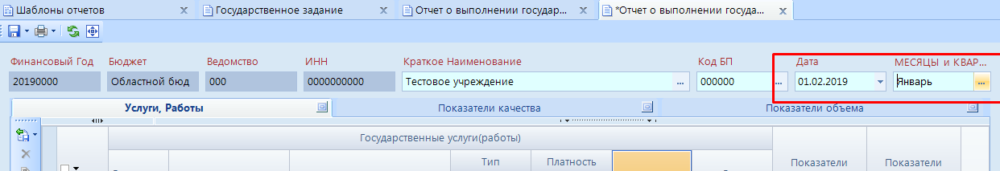 Шаблоны отчетов
Государственное задание
Отчет о выполнении государ...
*Отчет о выполнении госуда...
Финансовый Год Бюджет Ведомство ИНН Краткое Наименование Код БП Дата МЕСЯЦЫ и КВАР...
20190000 Областной бюд 000 0000000000 Тестовое учреждение ... 000000 ... 01.02.2019 Январь ...
Услуги, Работы Показатели качества Показатели объема
Государственные услуги(работы)
Тип Платность Показатели Показатели